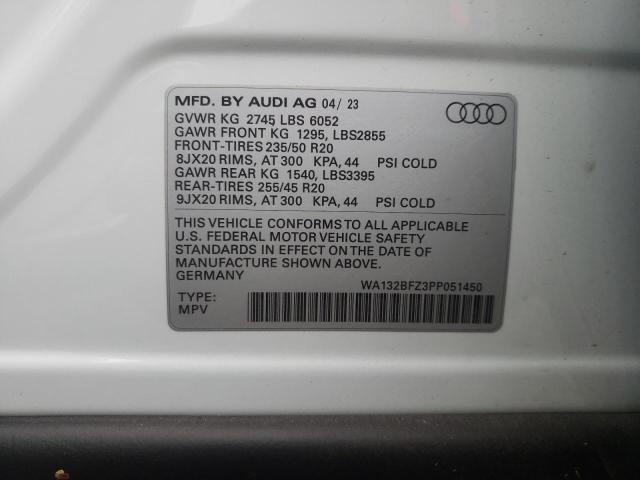 MFD. BY AUDI AG 04/ 23
GVWR KG 2745 LBS 6052
GAWR FRONT KG 1295, LBS2855
FRONT-TIRES 235/50 R20
8JX20 RIMS, AT 300 KPA, 44 PSI COLD
GAWR REAR KG 1540, LBS3395
REAR-TIRES 255/45 R20
9JX20 RIMS, AT 300 KPA, 44 PSI COLD
THIS VEHICLE CONFORMS TO ALL APPLICABLE
U.S. FEDERAL MOTOR VEHICLE SAFETY
STANDARDS IN EFFECT ON THE DATE OF
MANUFACTURE SHOWN ABOVE.
GERMANY
WA132BFZ3PP051450
TYPE:
MPV